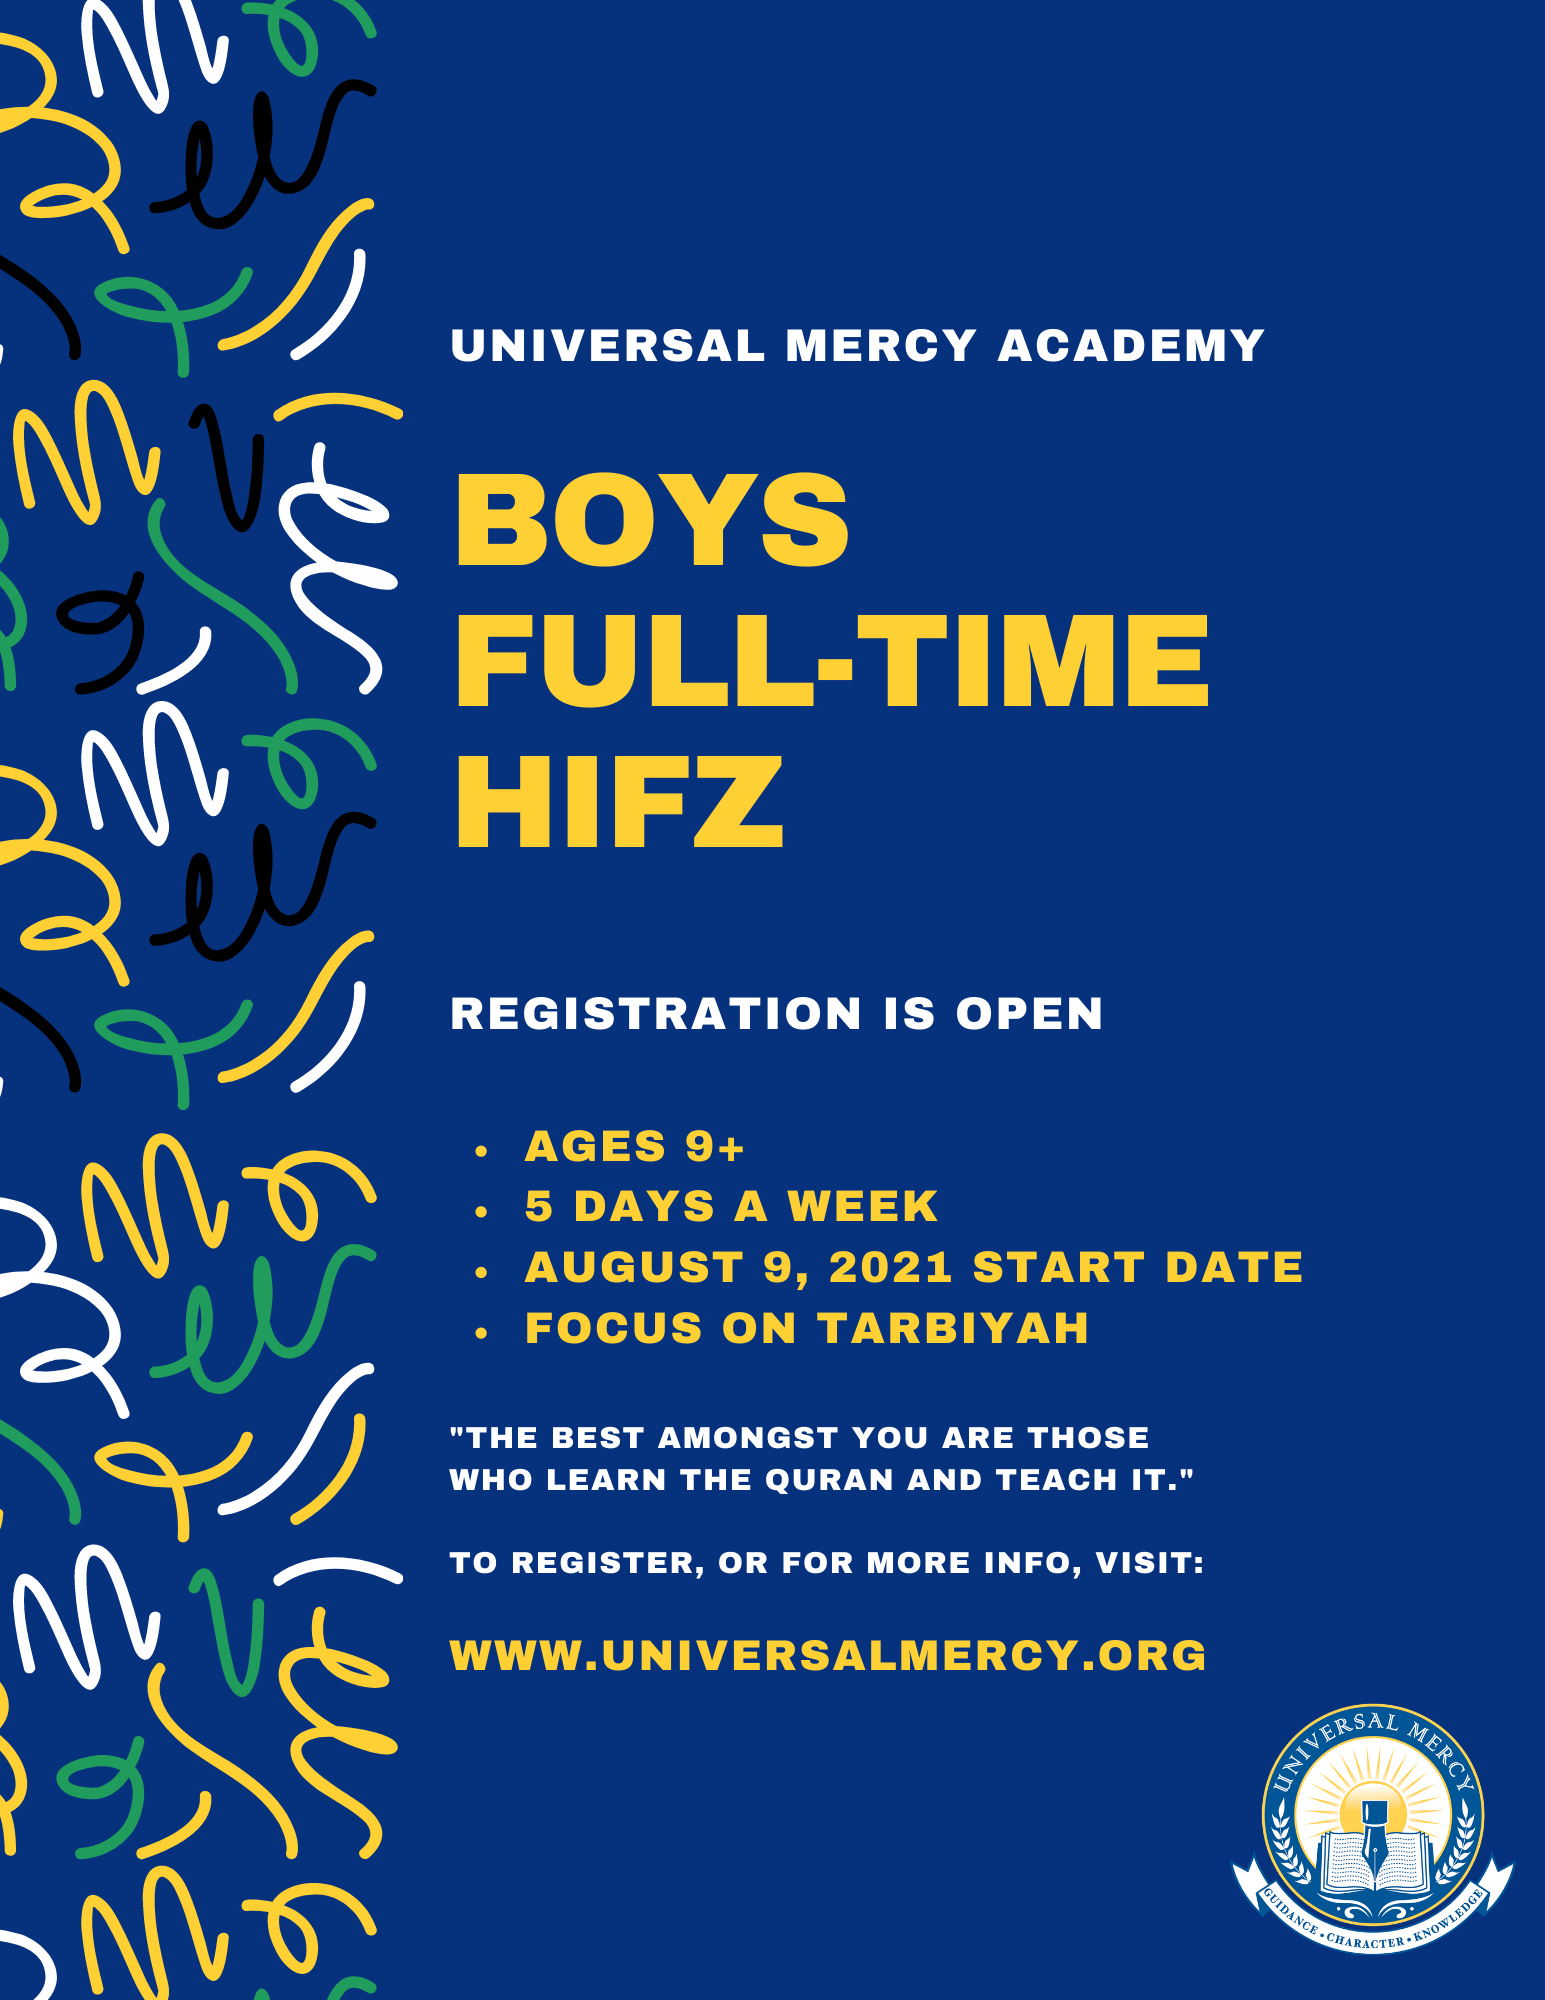 UNIVERSAL MERCY ACADEMY
BOYS
FULL-TIME
HIFZ
REGISTRATION IS OPEN
• AGES 9+
• 5 DAYS A WEEK
• AUGUST 9, 2021 START DATE
• FOCUS ON TARBIYAH
"THE BEST AMONGST YOU ARE THOSE
WHO LEARN THE QURAN AND TEACH IT."
TO REGISTER, OR FOR MORE INFO, VISIT:
WWW.UNIVERSALMERCY.ORG
UNIVERSAL MERCY
GUIDANCE • CHARACTER • KNOWLEDGE